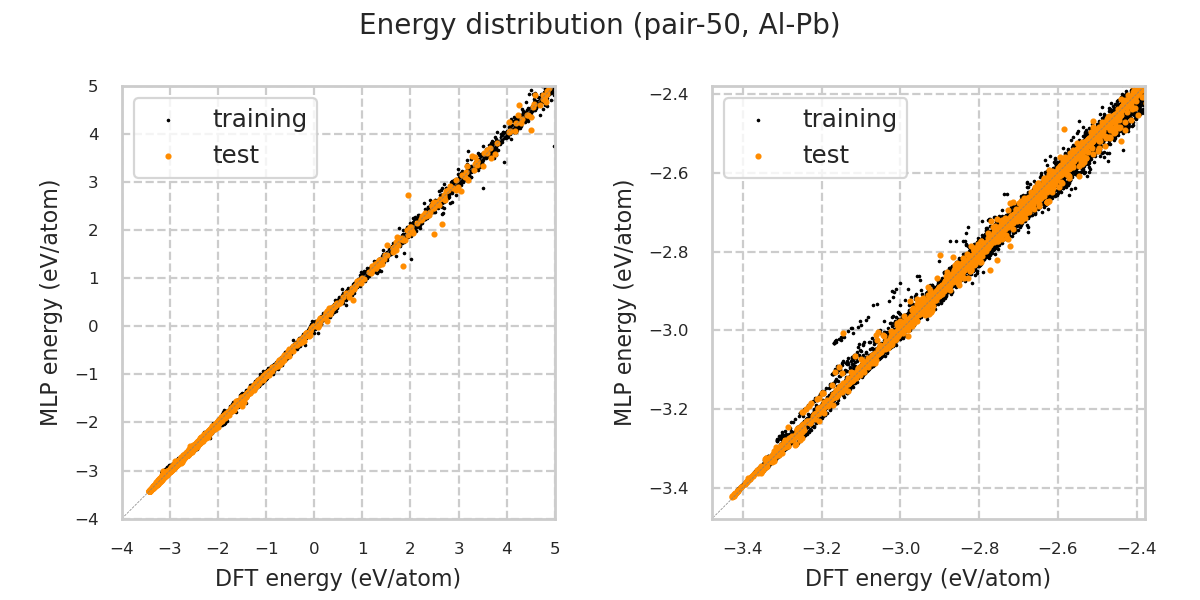 Energy distribution (pair-50, Al-Pb)
MLP energy (eV/atom)
5
4
3
2
1
0
−1
−2
−3
−4
training
test
−4 −3 −2 −1 0 1 2 3 4 5
DFT energy (eV/atom)
MLP energy (eV/atom)
−2.4
−2.6
−2.8
−3.0
−3.2
−3.4
training
test
−3.4 −3.2 −3.0 −2.8 −2.6 −2.4
DFT energy (eV/atom)